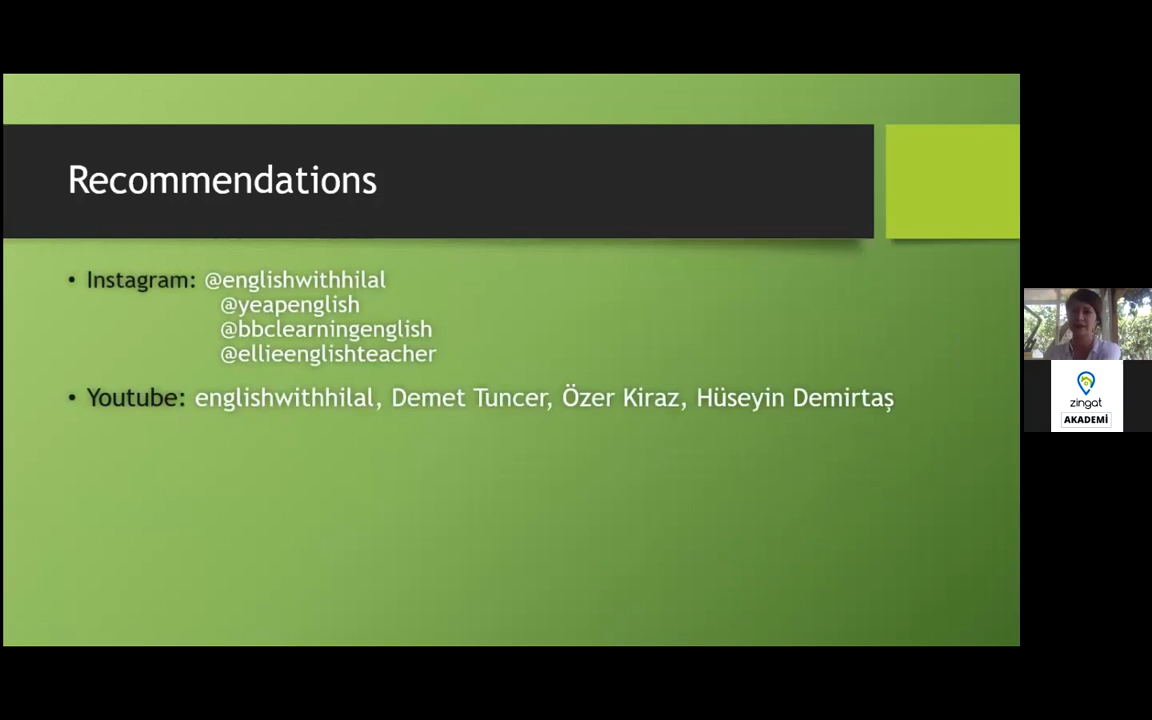 Recommendations
• Instagram: @englishwithhilal
@yeapenglish
@bbclearningenglish
@ellieenglishteacher
• Youtube: englishwithhilal, Demet Tuncer, Özer Kiraz, Hüseyin Demirtaş
zingat
AKADEMİ